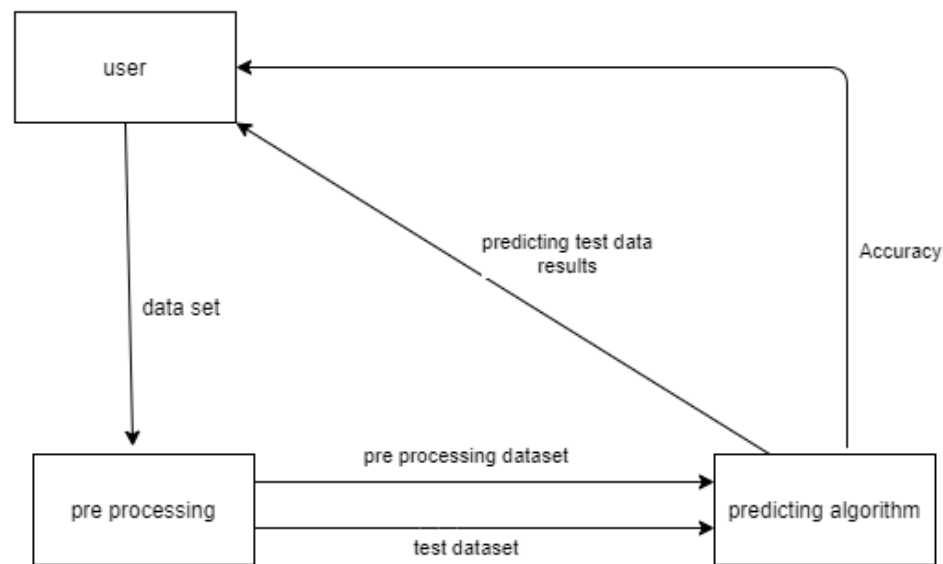 user
predicting test data
results
Accuracy
data set
pre processing dataset
pre processing
predicting algorithm
test dataset